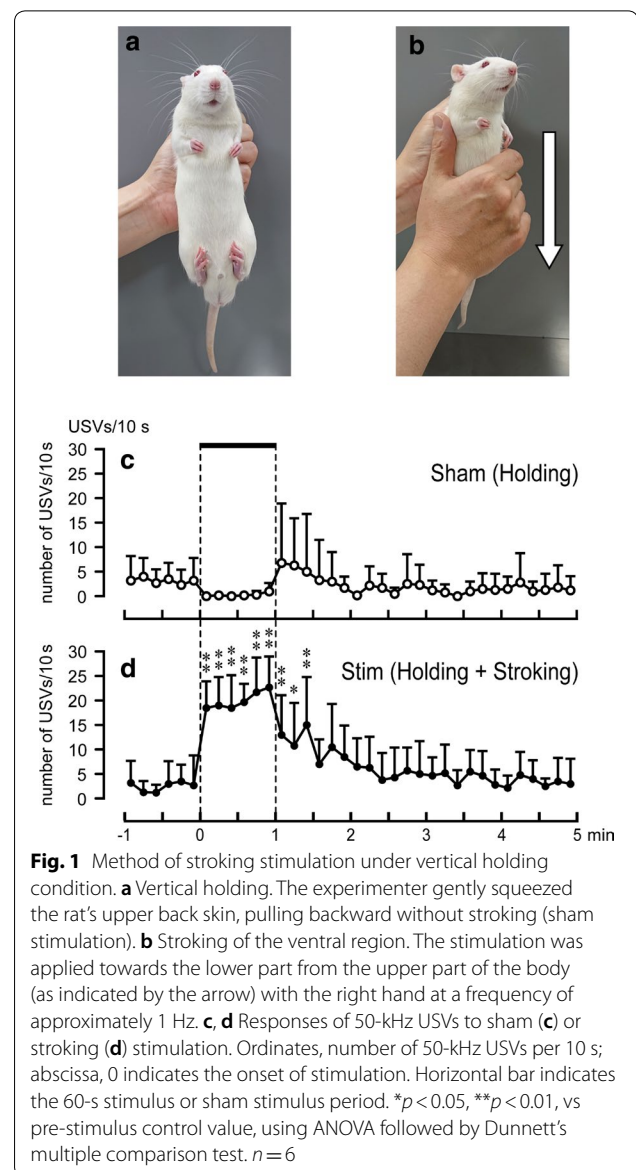 a
b
USVs/10 s
number of USVs/10 s
30
25
20
15
10
5
0
c
Sham (Holding)
number of USVs/10 s
30
25
20
15
10
5
0
d
** ** ** ** ** ** ** * **
Stim (Holding + Stroking)
-1 0 1 2 3 4 5 min
Fig. 1 Method of stroking stimulation under vertical holding
condition. a Vertical holding. The experimenter gently squeezed
the rat's upper back skin, pulling backward without stroking (sham
stimulation). b Stroking of the ventral region. The stimulation was
applied towards the lower part from the upper part of the body
(as indicated by the arrow) with the right hand at a frequency of
approximately 1 Hz. c, d Responses of 50-kHz USVs to sham (c) or
stroking (d) stimulation. Ordinates, number of 50-kHz USVs per 10 s;
abscissa, 0 indicates the onset of stimulation. Horizontal bar indicates
the 60-s stimulus or sham stimulus period. *p < 0.05, **p < 0.01, vs
pre-stimulus control value, using ANOVA followed by Dunnett's
multiple comparison test. n = 6